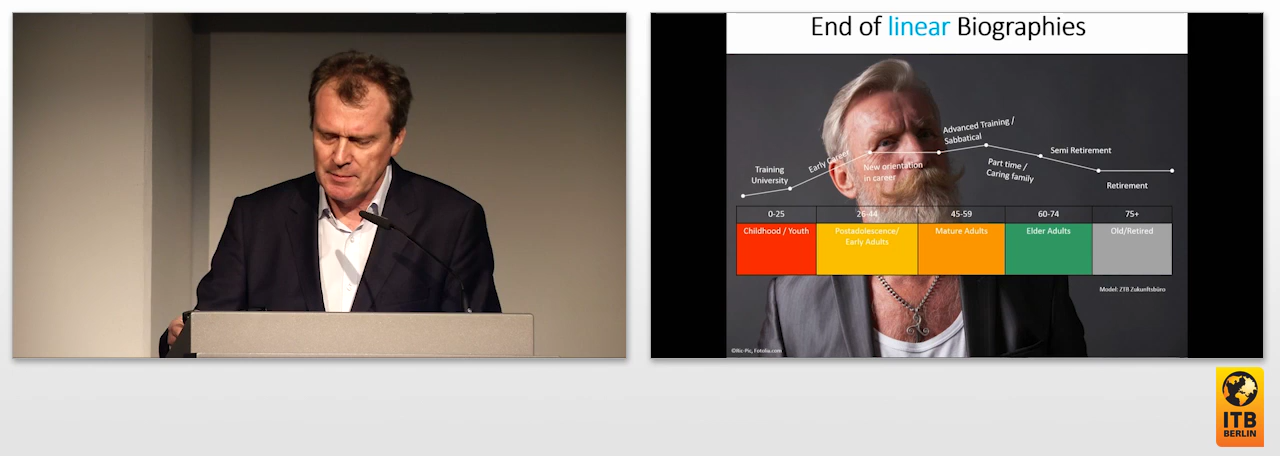 End of linear Biographies
Training
University
Early Career
New orientation
in career
Advanced Training /
Sabbatical
Part time /
Caring family
Semi Retirement
Retirement
0-25
26-44
45-59
60-74
75+
Childhood / Youth
Postadolescence/
Early Adults
Mature Adults
Elder Adults
Old/Retired
Model: ZTB Zukunftsbüro
©Ric-Pic, Fotolia.com
ITB
BERLIN